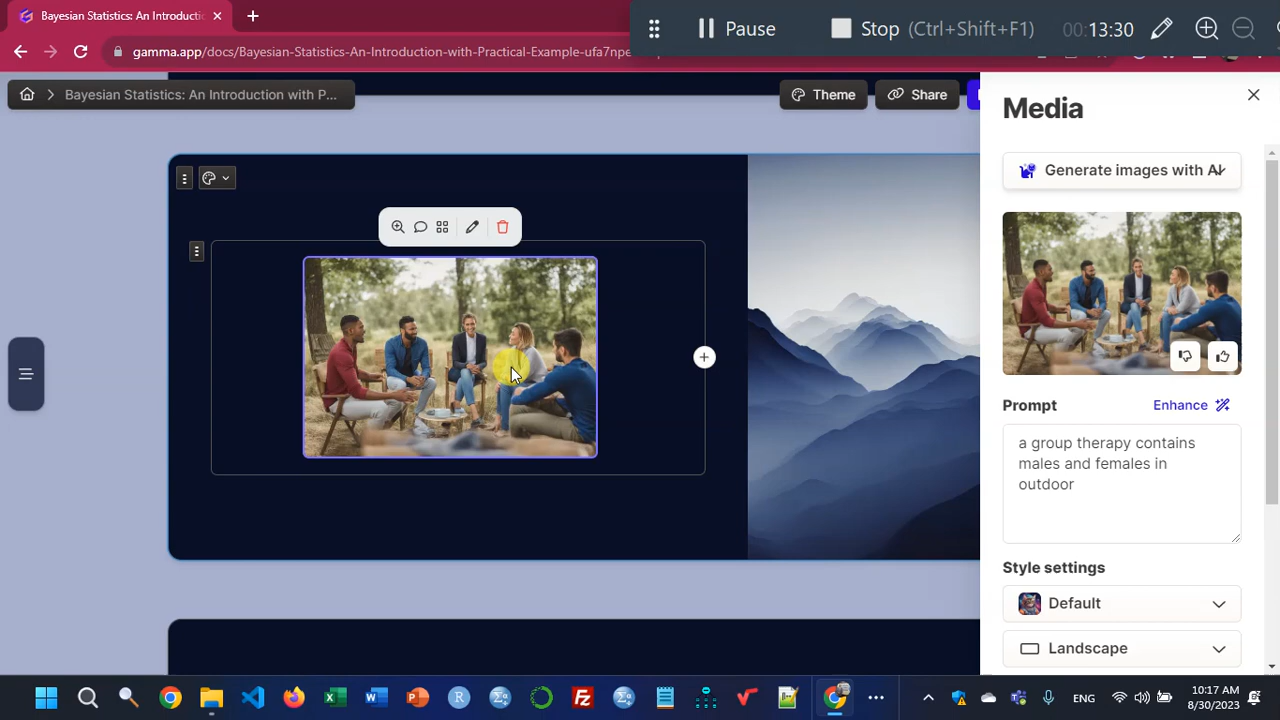 Bayesian Statistics: An Introducti
Pause
Stop (Ctrl+Shift+F1)
00:13:30
gamma.app/docs/Bayesian-Statistics-An-Introduction-with-Practical-Example-ufa7npe
Bayesian Statistics: An Introduction with P...
Theme
Share
Media
Generate images with AI
Prompt
Enhance
a group therapy contains
males and females in
outdoor
Style settings
Default
Landscape
ENG
10:17 AM
8/30/2023